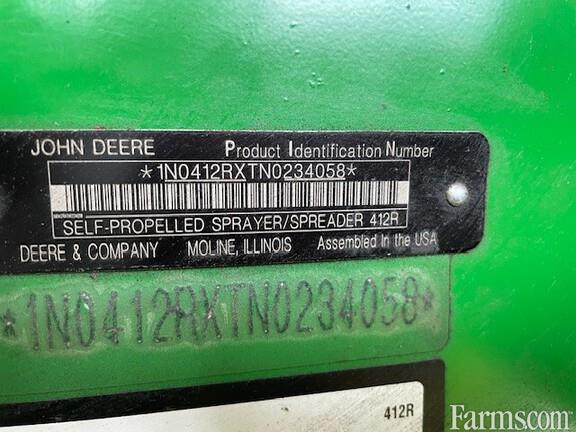 JOHN DEERE Product Identification Number
*1N0412RXTN0234058*
SELF-PROPELLED SPRAYER/SPREADER 412R
DEERE & COMPANY MOLINE, ILLINOIS Assembled In the USA
*1N0412RXTN0234058*
412R
Farms.com